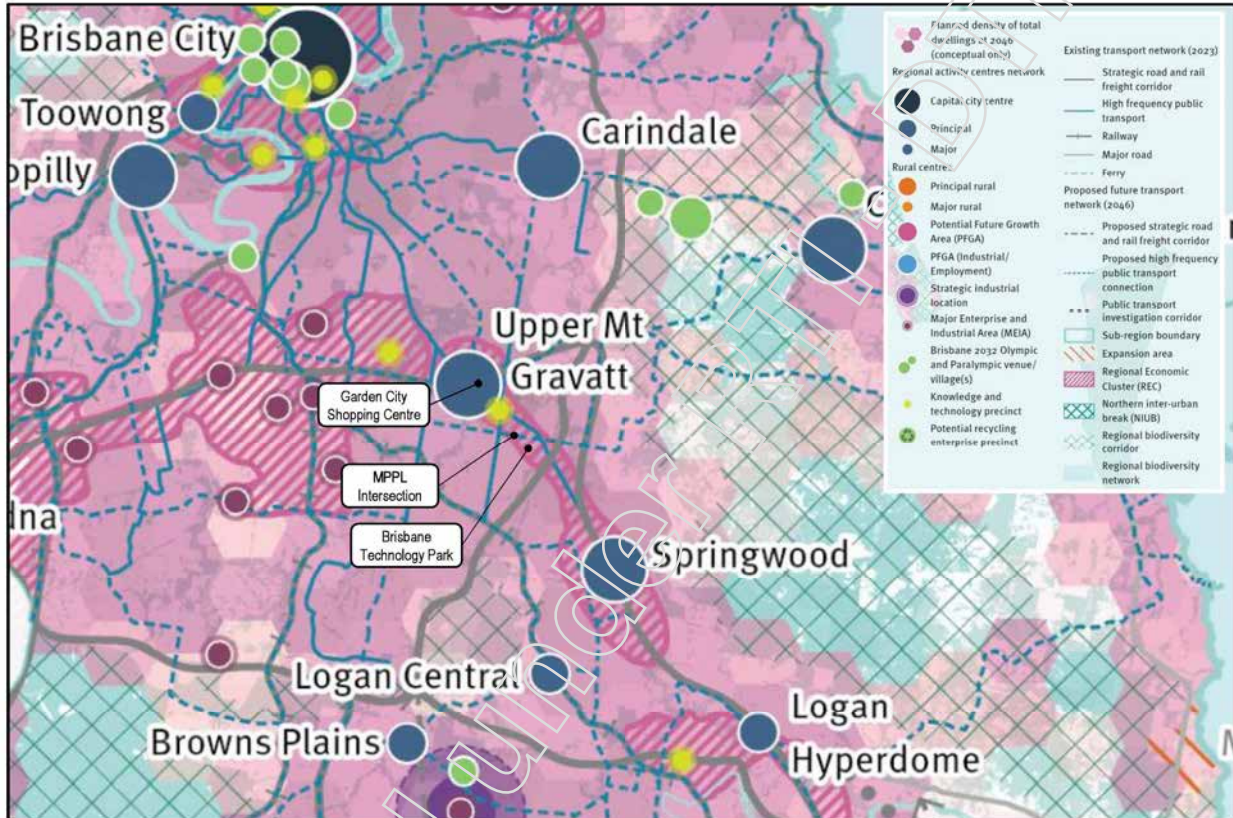 Brisbane City
Toowong
opilly
Carindale
C
Upper Mt
Gravatt
Garden City
Shopping Centre
MPPL
Intersection
Brisbane
Technology Park
dna
Springwood
Logan Central
Browns Plains
Logan
Hyperdome
Planned density of total
dwellings at 2046
(conceptual only)
Regional activity centres network
Capital city centre
Principal
Major
Rural centres
Principal rural
Major rural
Potential Future Growth
Area (PFGA)
PFGA (Industrial/
Employment)
Strategic industrial
location
Major Enterprise and
Industrial Area (MEIA)
Brisbane 2032 Olympic
and Paralympic venue/
village(s)
Knowledge and
technology precinct
Potential recycling
enterprise precinct
Existing transport network (2023)
Strategic road and rail
freight corridor
High frequency public
transport
Railway
Major road
Ferry
Proposed future transport
network (2046)
Proposed strategic road
and rail freight corridor
Proposed high frequency
public transport
connection
Public transport
investigation corridor
Sub-region boundary
Expansion area
Regional Economic
Cluster (REC)
Northern inter-urban
break (NIUB)
Regional biodiversity
corridor
Regional biodiversity
network
under